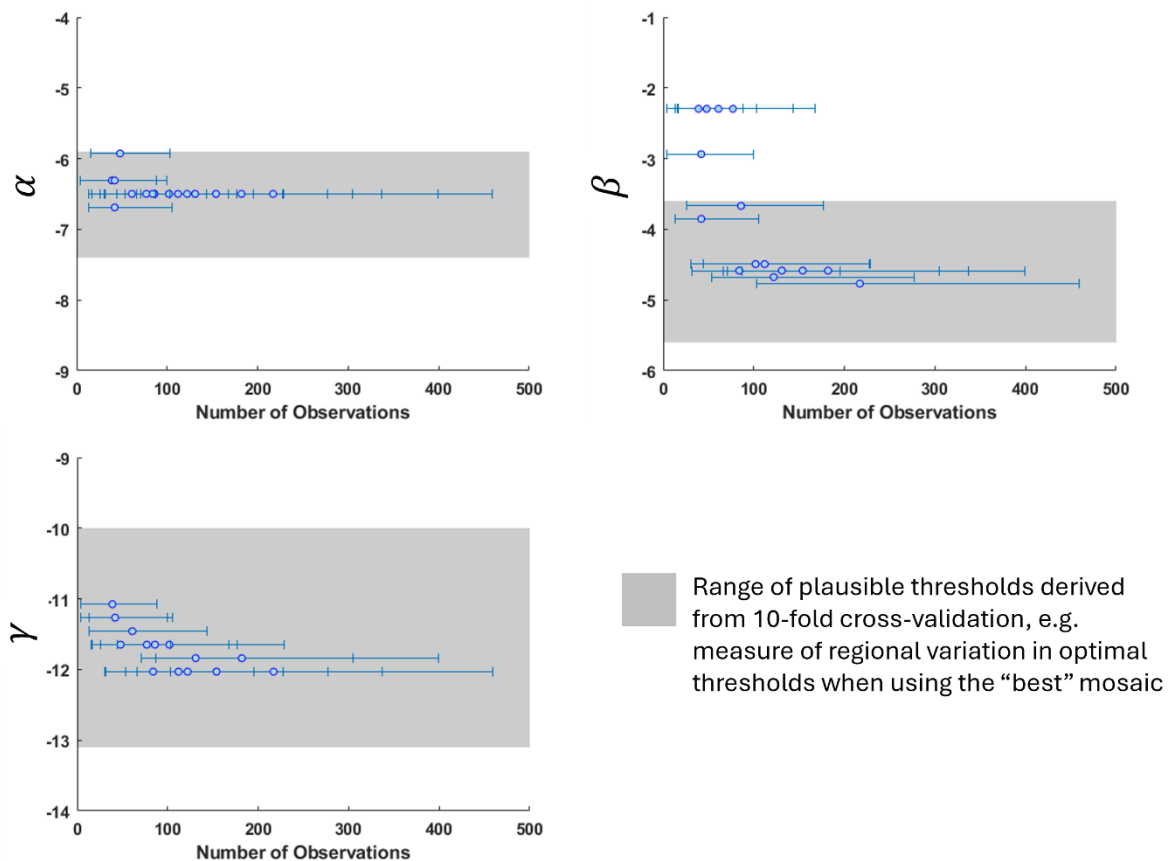 -4
-5
-6
-7
-8
-9
α
0 100 200 300 400 500
Number of Observations
-1
-2
-3
-4
-5
-6
β
0 100 200 300 400 500
Number of Observations
-9
-10
-11
-12
-13
-14
γ
0 100 200 300 400 500
Number of Observations
Range of plausible thresholds derived
from 10-fold cross-validation, e.g.
measure of regional variation in optimal
thresholds when using the “best” mosaic